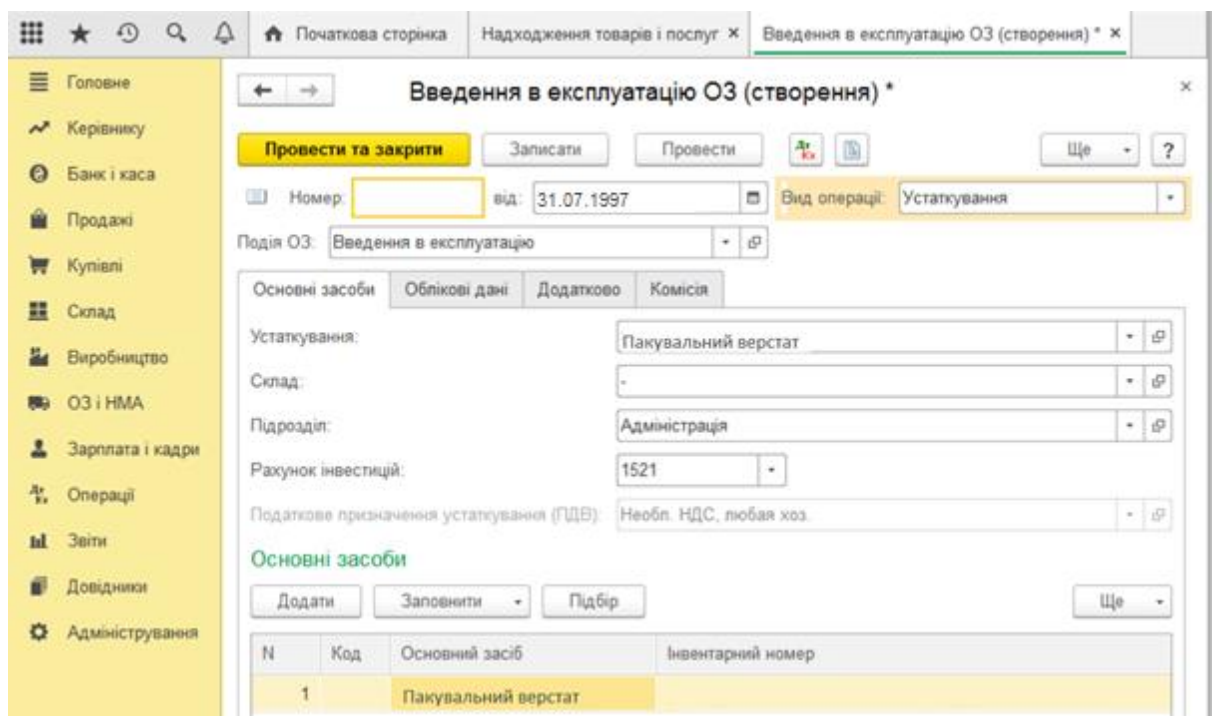 Початкова сторінка
Надходження товарів і послуг ×
Введення в експлуатацію ОЗ (створення) * ×
Головне
Керівнику
Банк і каса
Продажі
Купівлі
Склад
Виробництво
ОЗ і НМА
Зарплата і кадри
Операції
Звіти
Довідники
Адміністрування
Введення в експлуатацію ОЗ (створення) *
Провести та закрити Записати Провести Дт Кт Ще ?
Номер: від: 31.07.1997 Вид операції: Устаткування
Подія ОЗ: Введення в експлуатацію
Основні засоби Облікові дані Додатково Комісія
Устаткування: Пакувальний верстат
Склад: -
Підрозділ: Адміністрація
Рахунок інвестицій: 1521
Податкове призначення устаткування (ПДВ): Необл. НДС, любая хоз.
Основні засоби
Додати Заповнити Підбір Ще
N Код Основний засіб Інвентарний номер
1 Пакувальний верстат